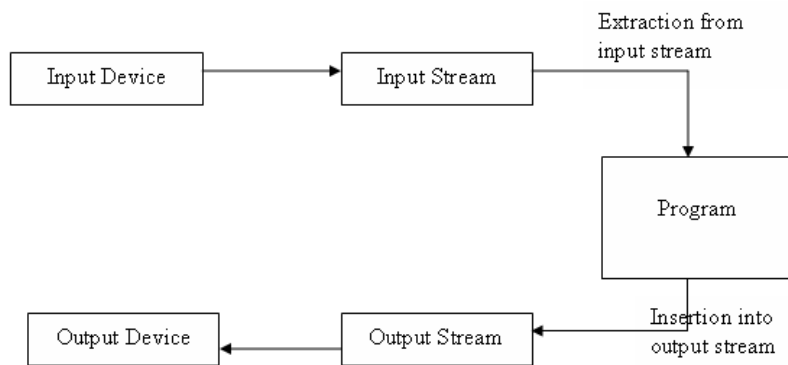 Extraction from
input stream
Input Device
Input Stream
Program
Insertion into
output stream
Output Stream
Output Device